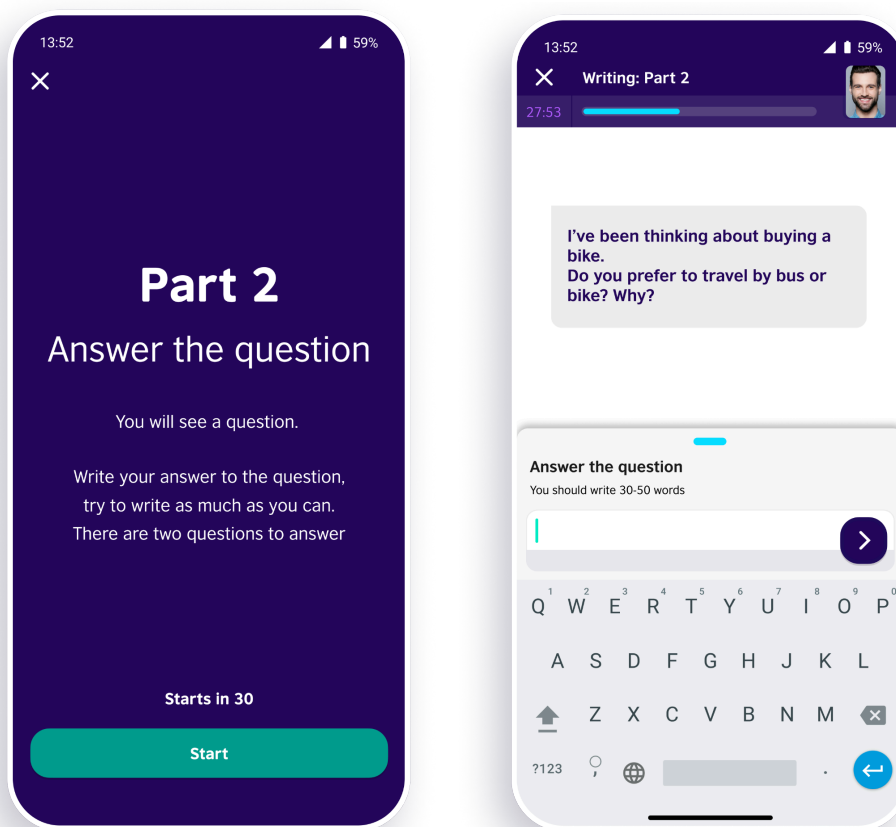 13:52
59%
Part 2
Answer the question
You will see a question.
Write your answer to the question,
try to write as much as you can.
There are two questions to answer
Starts in 30
Start
13:52
59%
Writing: Part 2
27:53
I've been thinking about buying a
bike.
Do you prefer to travel by bus or
bike? Why?
Answer the question
You should write 30-50 words
1 2 3 4 5 6 7 8 9 0
Q W E R T Y U I O P
A S D F G H J K L
Z X C V B N M
?123 , .